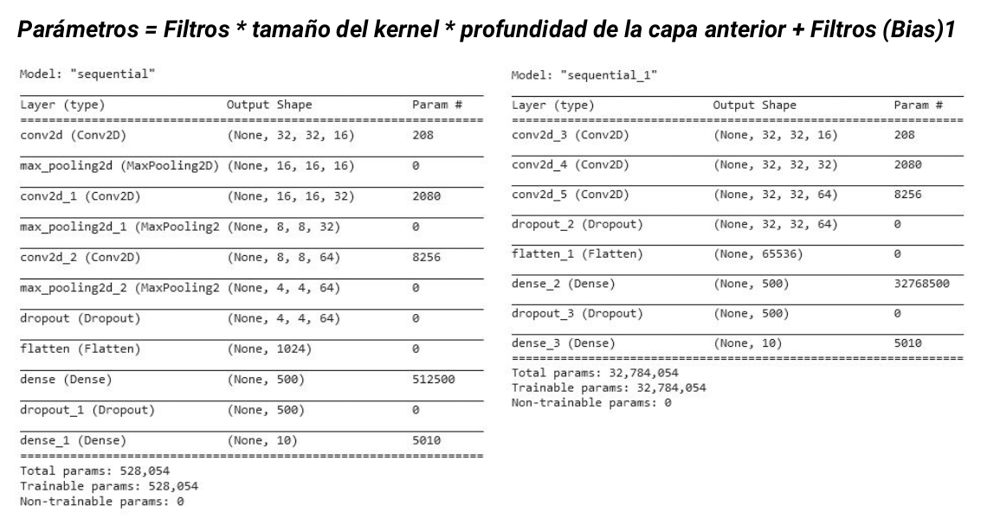 Parámetros = Filtros * tamaño del kernel * profundidad de la capa anterior + Filtros (Bias)1
Model: "sequential"
Layer (type) Output Shape Param #
conv2d (Conv2D) (None, 32, 32, 16) 208
max_pooling2d (MaxPooling2D) (None, 16, 16, 16) 0
conv2d_1 (Conv2D) (None, 16, 16, 32) 2080
max_pooling2d_1 (MaxPooling2 (None, 8, 8, 32) 0
conv2d_2 (Conv2D) (None, 8, 8, 64) 8256
max_pooling2d_2 (MaxPooling2 (None, 4, 4, 64) 0
dropout (Dropout) (None, 4, 4, 64) 0
flatten (Flatten) (None, 1024) 0
dense (Dense) (None, 500) 512500
dropout_1 (Dropout) (None, 500) 0
dense_1 (Dense) (None, 10) 5010
Total params: 528,054
Trainable params: 528,054
Non-trainable params: 0
Model: "sequential_1"
Layer (type) Output Shape Param #
conv2d_3 (Conv2D) (None, 32, 32, 16) 208
conv2d_4 (Conv2D) (None, 32, 32, 32) 2080
conv2d_5 (Conv2D) (None, 32, 32, 64) 8256
dropout_2 (Dropout) (None, 32, 32, 64) 0
flatten_1 (Flatten) (None, 65536) 0
dense_2 (Dense) (None, 500) 32768500
dropout_3 (Dropout) (None, 500) 0
dense_3 (Dense) (None, 10) 5010
Total params: 32,784,054
Trainable params: 32,784,054
Non-trainable params: 0